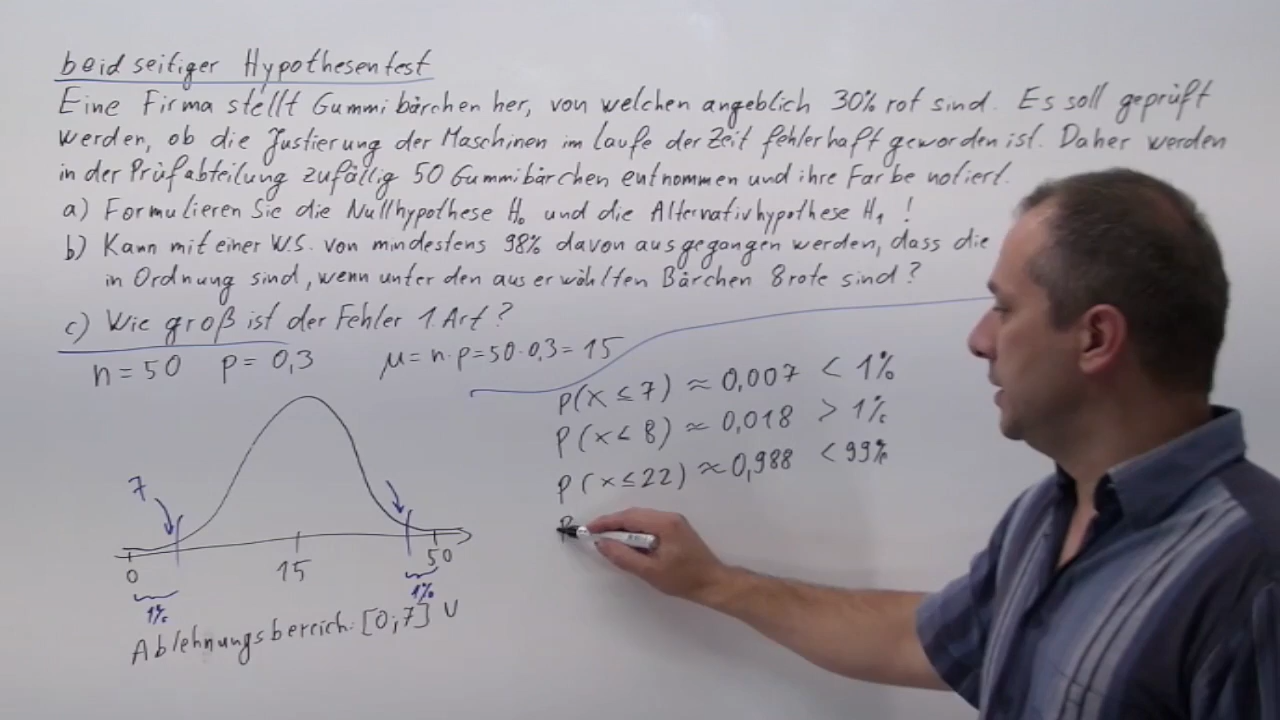 beidseitiger Hypothesentest
Eine Firma stellt Gummibärchen her, von welchen angeblich 30% rot sind. Es soll geprüft
werden, ob die Justierung der Maschinen im Laufe der Zeit fehlerhaft geworden ist. Daher werden
in der Prüfabteilung zufällig 50 Gummibärchen entnommen und ihre Farbe notiert.
a) Formulieren Sie die Nullhypothese H₀ und die Alternativhypothese H₁ !
b) Kann mit einer W.S. von mindestens 98% davon ausgegangen werden, dass die
in Ordnung sind, wenn unter den auserwählten Bärchen 8 rote sind?
c) Wie groß ist der Fehler 1. Art?
n = 50 p = 0,3 μ = n·p = 50·0,3 = 15
P(X ≤ 7) ≈ 0,007 < 1%
P(X ≤ 8) ≈ 0,018 > 1%
P(X ≤ 22) ≈ 0,988 < 99%
P
7
0 15 50
1% 1%
Ablehnungsbereich: [0;7] ∪